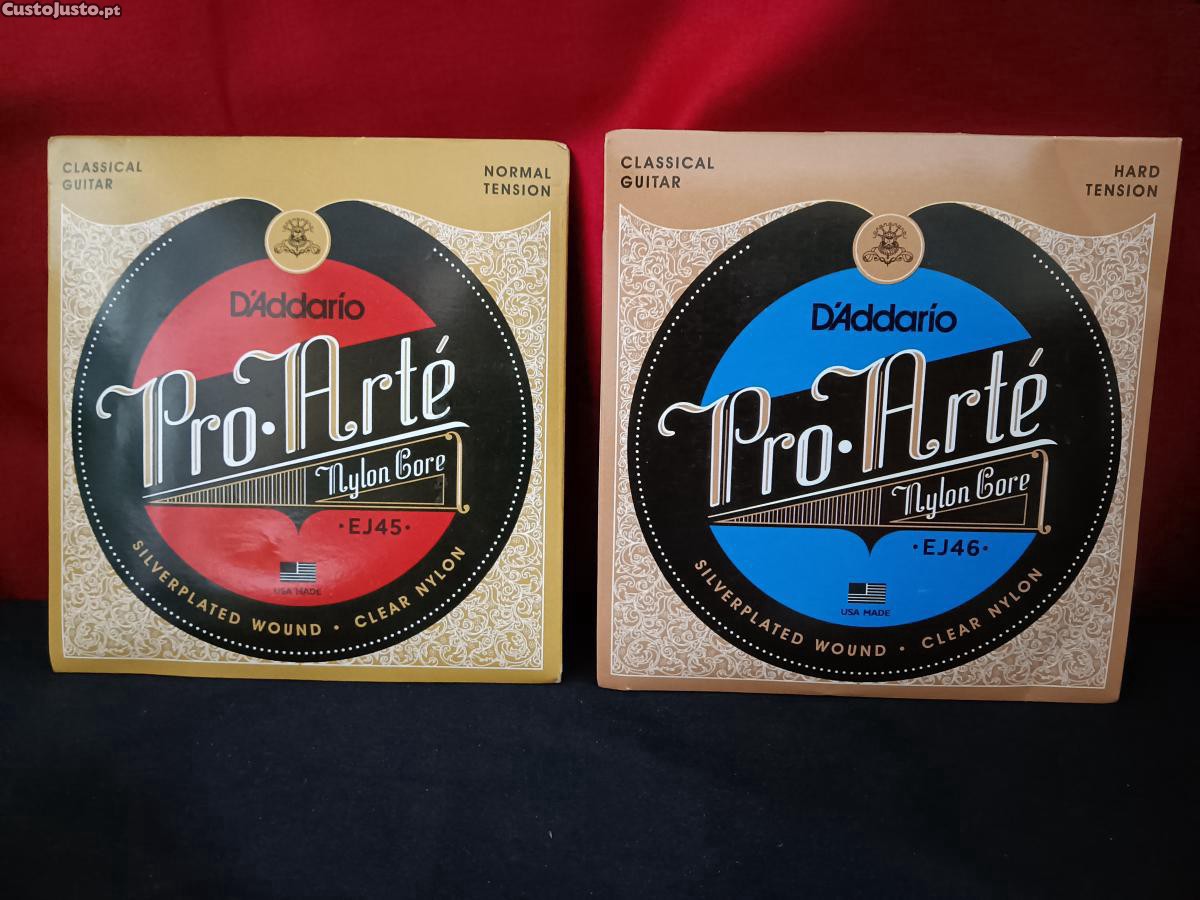 CustoJusto.pt
CLASSICAL
GUITAR
NORMAL
TENSION
D'Addario
Pro·Arté
Nylon Core
·EJ45·
USA MADE
SILVERPLATED WOUND · CLEAR NYLON
CLASSICAL
GUITAR
HARD
TENSION
D'Addario
Pro·Arté
Nylon Core
·EJ46·
USA MADE
SILVERPLATED WOUND · CLEAR NYLON